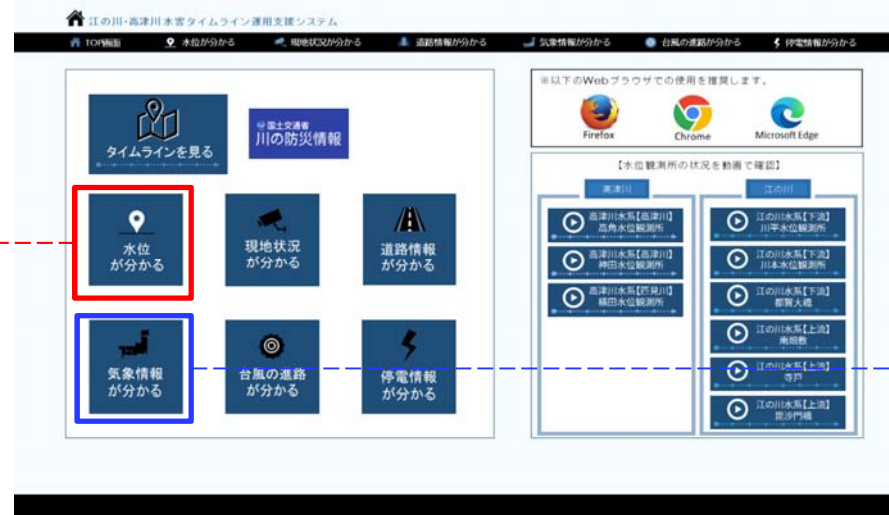 江の川・高津川水害タイムライン運用支援システム
TOP画面 水位が分かる 現地状況が分かる 道路情報が分かる 気象情報が分かる 台風の進路が分かる 停電情報が分かる
タイムラインを見る
国土交通省
川の防災情報
水位
が分かる
現地状況
が分かる
道路情報
が分かる
気象情報
が分かる
台風の進路
が分かる
停電情報
が分かる
※以下のWebブラウザでの使用を推奨します。
Firefox
Chrome
Microsoft Edge
【水位観測所の状況を動画で確認】
高津川
高津川水系【高津川】
高角水位観測所
高津川水系【高津川】
神田水位観測所
高津川水系【匹見川】
横田水位観測所
江の川
江の川水系【下流】
川平水位観測所
江の川水系【下流】
川本水位観測所
江の川水系【下流】
都賀大橋
江の川水系【上流】
南畑敷
江の川水系【上流】
寺戸
江の川水系【上流】
毘沙門橋